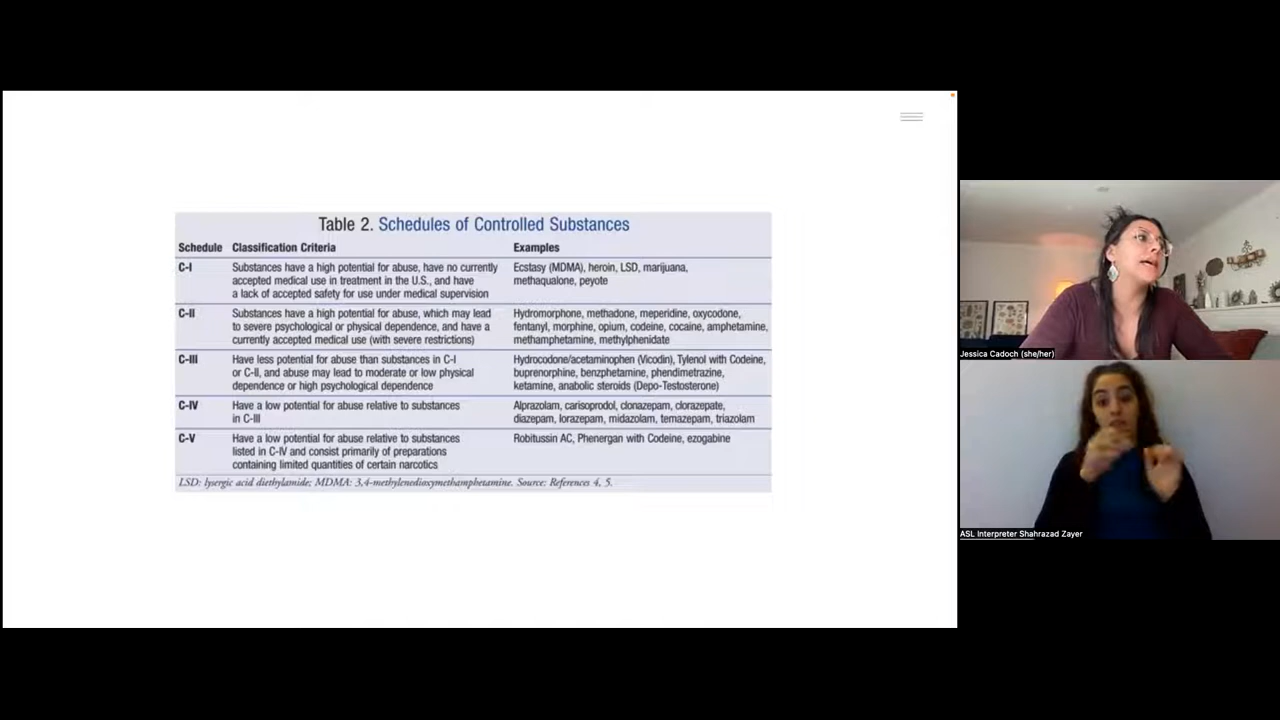 Table 2. Schedules of Controlled Substances
Schedule Classification Criteria Examples
C-I Substances have a high potential for abuse, have no currently Ecstasy (MDMA), heroin, LSD, marijuana,
accepted medical use in treatment in the U.S., and have methaqualone, peyote
a lack of accepted safety for use under medical supervision
C-II Substances have a high potential for abuse, which may lead Hydromorphone, methadone, meperidine, oxycodone,
to severe psychological or physical dependence, and have a fentanyl, morphine, opium, codeine, cocaine, amphetamine,
currently accepted medical use (with severe restrictions) methamphetamine, methylphenidate
C-III Have less potential for abuse than substances in C-I Hydrocodone/acetaminophen (Vicodin), Tylenol with Codeine,
or C-II, and abuse may lead to moderate or low physical buprenorphine, benzphetamine, phendimetrazine,
dependence or high psychological dependence ketamine, anabolic steroids (Depo-Testosterone)
C-IV Have a low potential for abuse relative to substances Alprazolam, carisoprodol, clonazepam, clorazepate,
in C-III diazepam, lorazepam, midazolam, temazepam, triazolam
C-V Have a low potential for abuse relative to substances Robitussin AC, Phenergan with Codeine, ezogabine
listed in C-IV and consist primarily of preparations
containing limited quantities of certain narcotics
LSD: lysergic acid diethylamide; MDMA: 3,4-methylenedioxymethamphetamine. Source: References 4, 5.
Jessica Cadoch (she/her)
ASL Interpreter Shahrazad Zayer